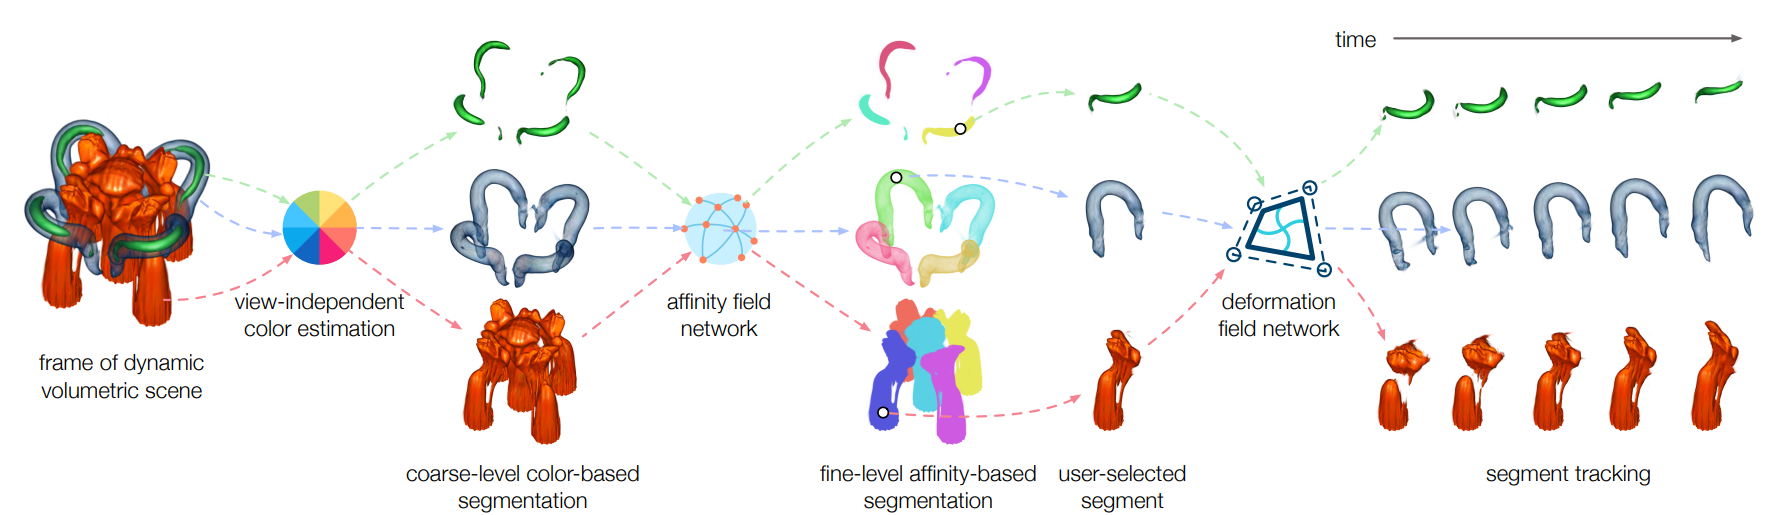 time
view-independent
color estimation
affinity field
network
deformation
field network
frame of dynamic
volumetric scene
coarse-level color-based
segmentation
fine-level affinity-based
segmentation
user-selected
segment
segment tracking